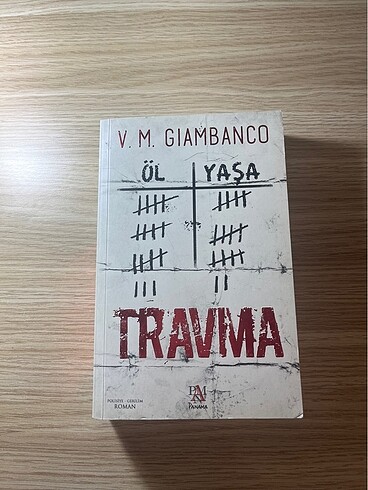 V. M. GIAMBANCO
ÖL YAŞA
TRAVMA
POLİSİYE - GERİLİM
ROMAN
PANAMA